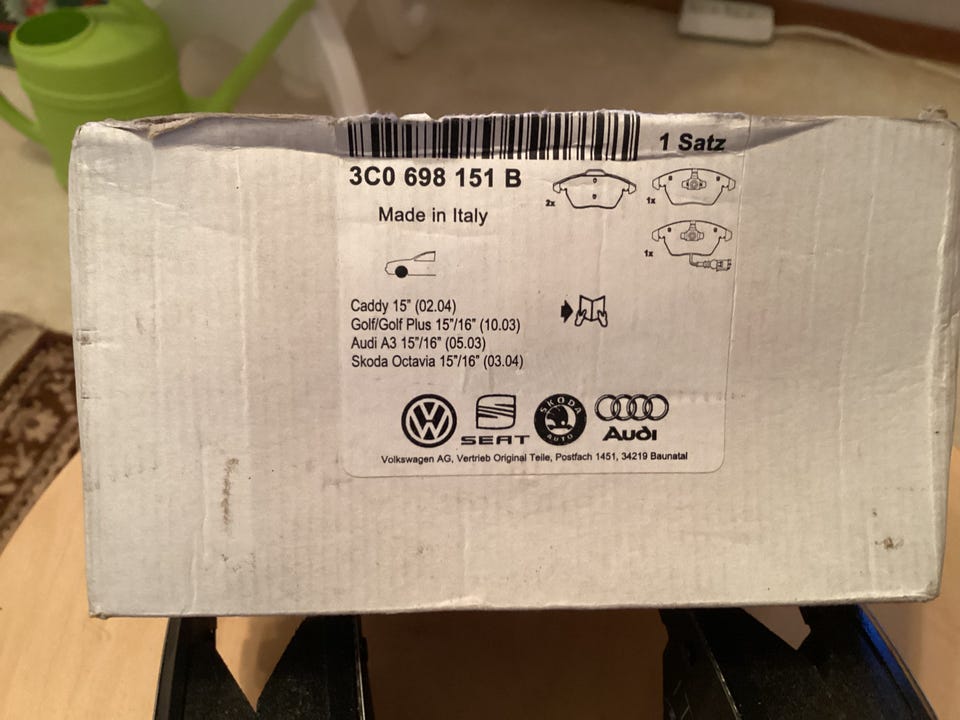 1 Satz
3C0 698 151 B
Made in Italy
2x
1x
1x
Caddy 15" (02.04)
Golf/Golf Plus 15"/16" (10.03)
Audi A3 15"/16" (05.03)
Skoda Octavia 15"/16" (03.04)
VW
SEAT
SKODA
AUTO
Audi
Volkswagen AG, Vertrieb Original Teile, Postfach 1451, 34219 Baunatal